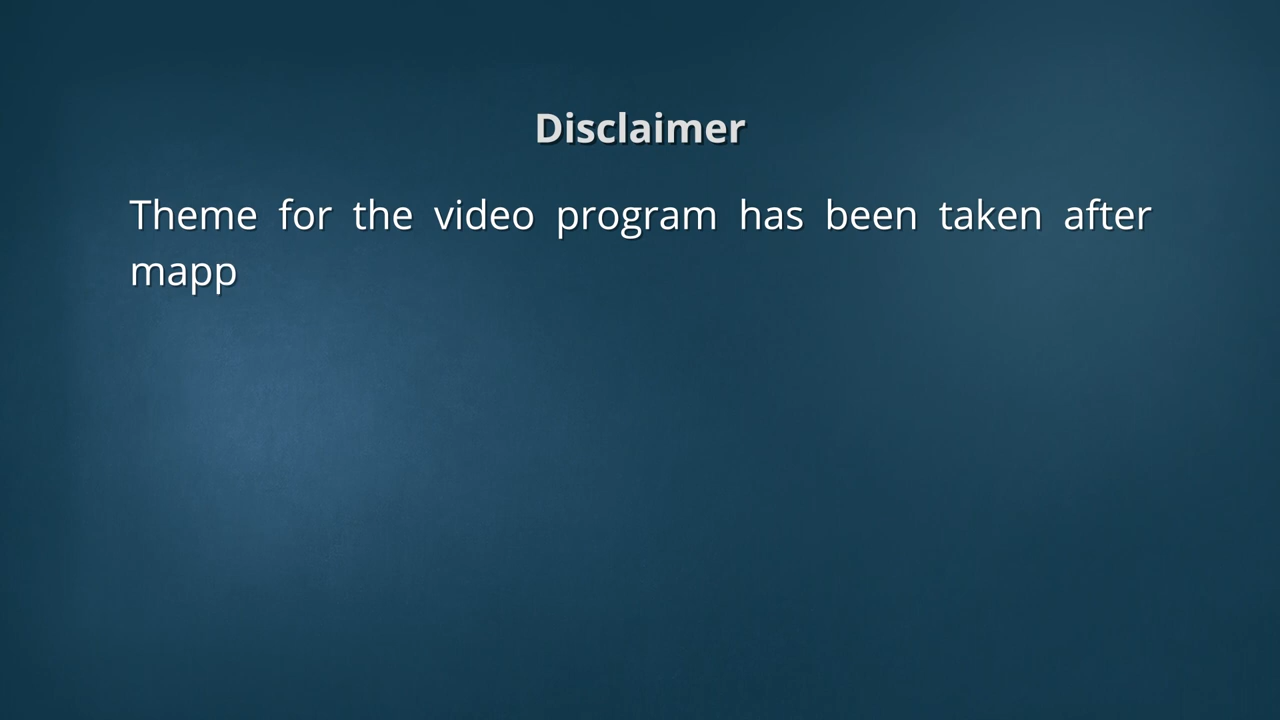 Disclaimer
Theme for the video program has been taken after
mapp